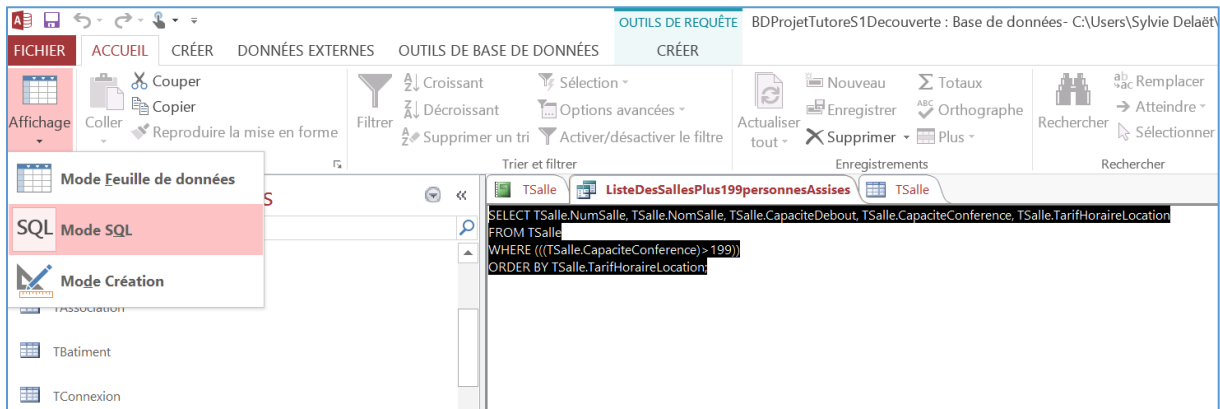 OUTILS DE REQUÊTE BDProjetTutoreS1Decouverte : Base de données- C:\Users\Sylvie Delaët\
FICHIER ACCUEIL CRÉER DONNÉES EXTERNES OUTILS DE BASE DE DONNÉES CRÉER
Affichage
Coller
Couper
Copier
Reproduire la mise en forme
Filtrer
Croissant
Décroissant
Supprimer un tri
Sélection
Options avancées
Activer/désactiver le filtre
Trier et filtrer
Actualiser
tout
Nouveau
Enregistrer
Supprimer
Totaux
Orthographe
Plus
Enregistrements
Rechercher
Remplacer
Atteindre
Sélectionner
Rechercher
Mode Feuille de données
SQL Mode SQL
Mode Création
S
TAssociation
TBatiment
TConnexion
TSalle ListeDesSallesPlus199personnesAssises TSalle
SELECT TSalle.NumSalle, TSalle.NomSalle, TSalle.CapaciteDebout, TSalle.CapaciteConference, TSalle.TarifHoraireLocation
FROM TSalle
WHERE (((TSalle.CapaciteConference)>199))
ORDER BY TSalle.TarifHoraireLocation;